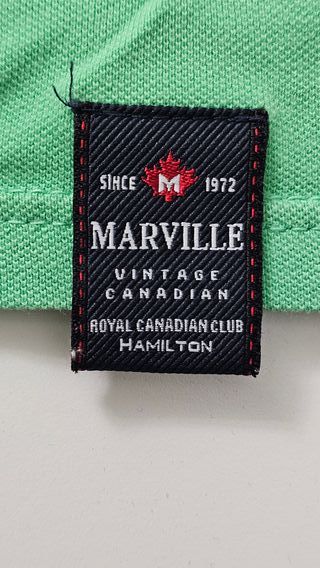 SINCE M 1972
MARVILLE
VINTAGE
CANADIAN
ROYAL CANADIAN CLUB
HAMILTON